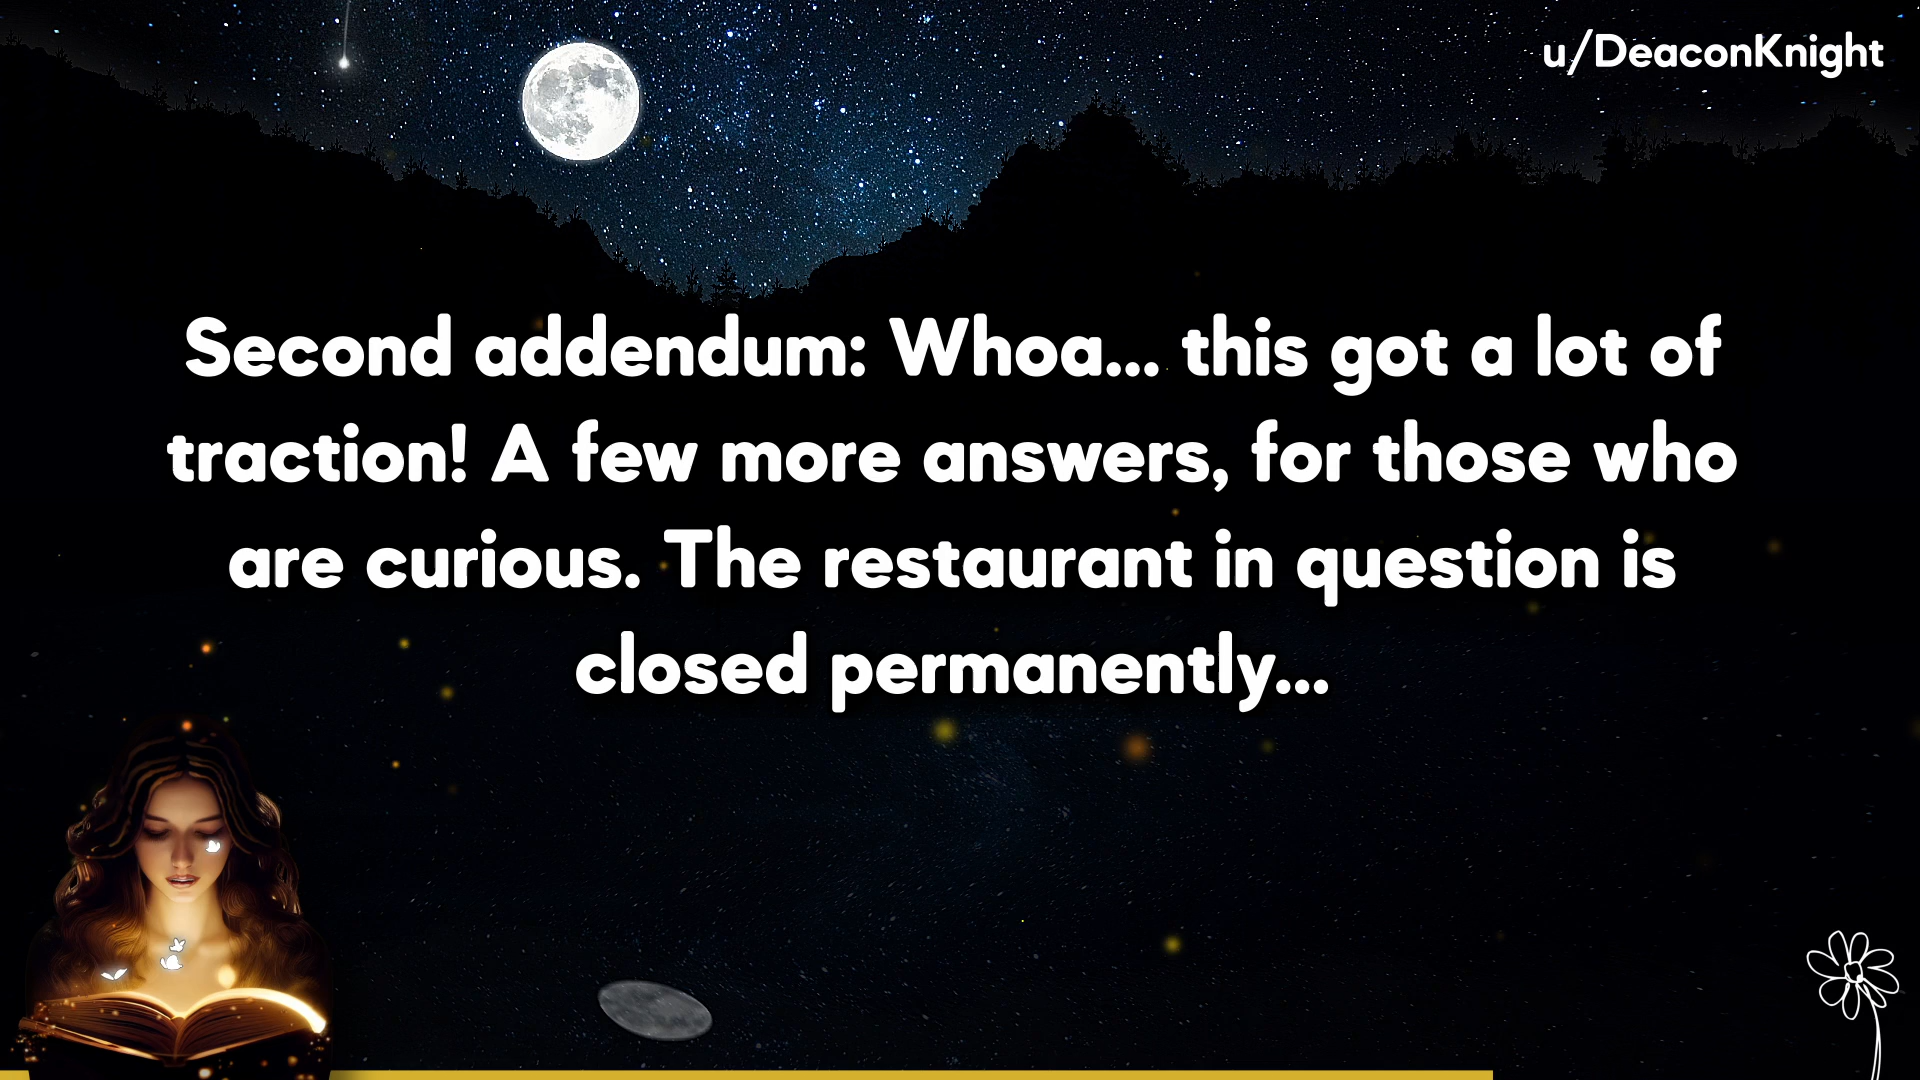 u/DeaconKnight
Second addendum: Whoa... this got a lot of
traction! A few more answers, for those who
are curious. The restaurant in question is
closed permanently...